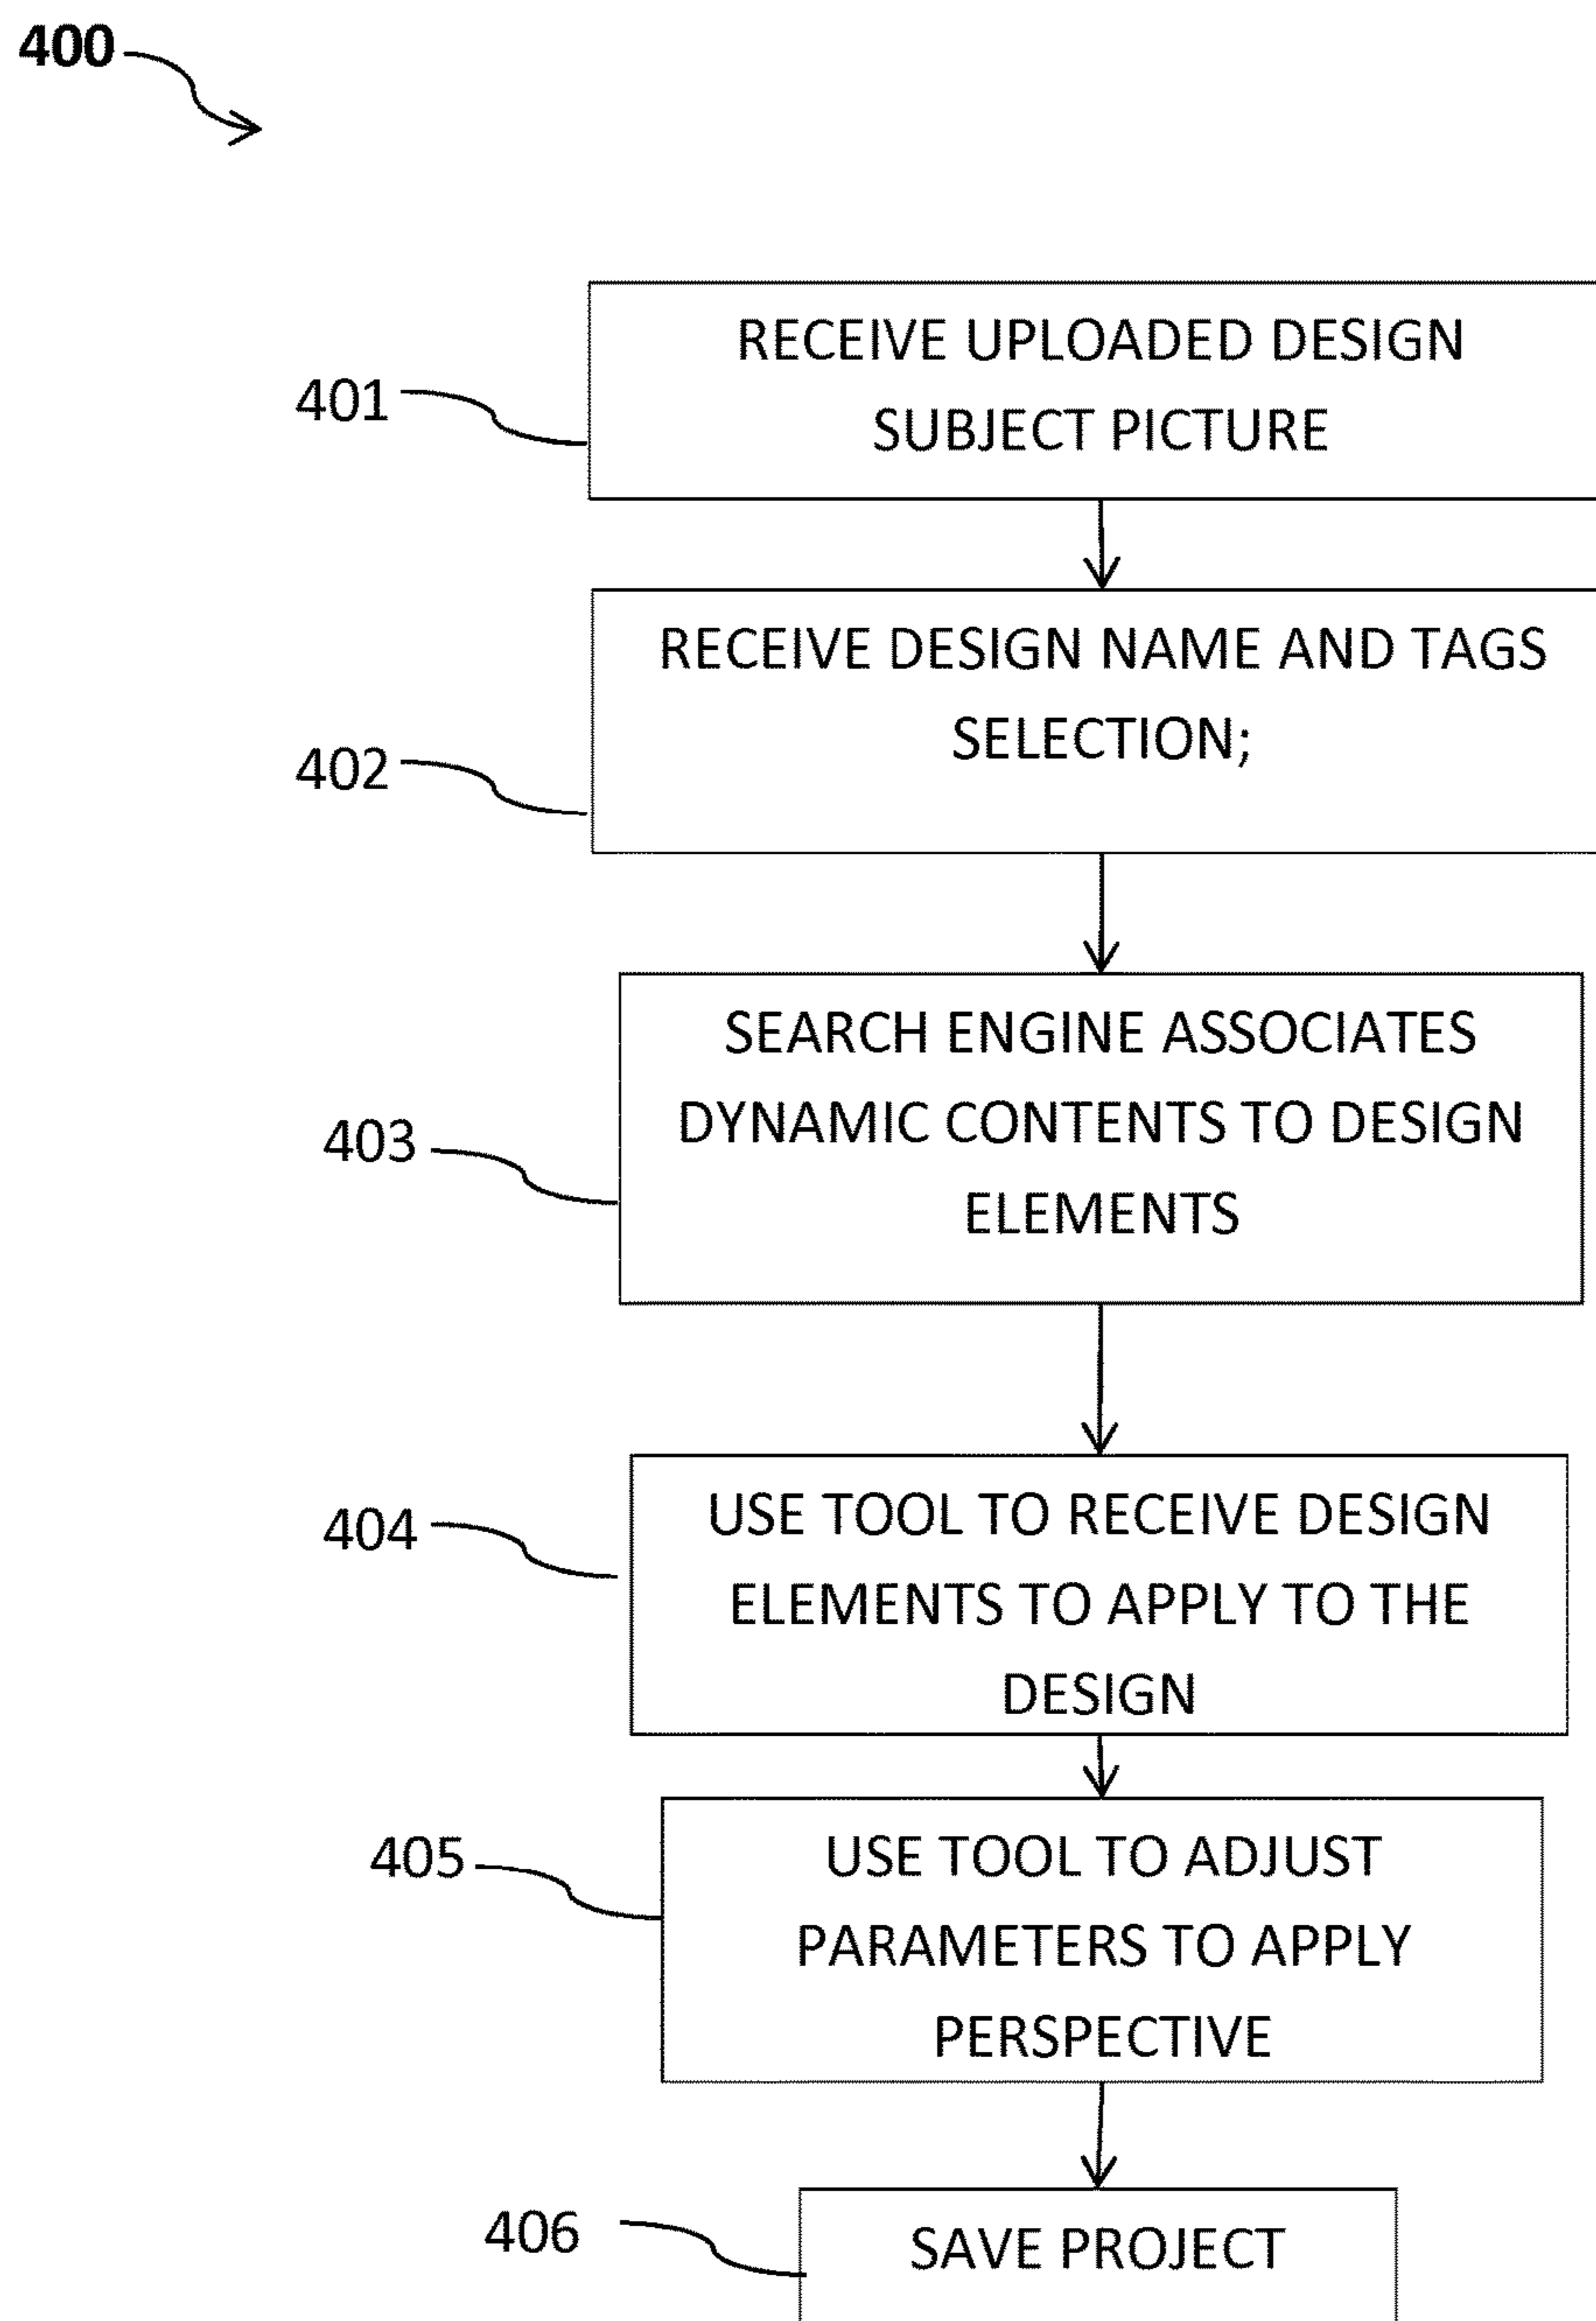 400
RECEIVE UPLOADED DESIGN
SUBJECT PICTURE
401
RECEIVE DESIGN NAME AND TAGS
SELECTION;
402
SEARCH ENGINE ASSOCIATES
DYNAMIC CONTENTS TO DESIGN
ELEMENTS
403
USE TOOL TO RECEIVE DESIGN
ELEMENTS TO APPLY TO THE
DESIGN
404
USE TOOL TO ADJUST
PARAMETERS TO APPLY
PERSPECTIVE
405
SAVE PROJECT
406